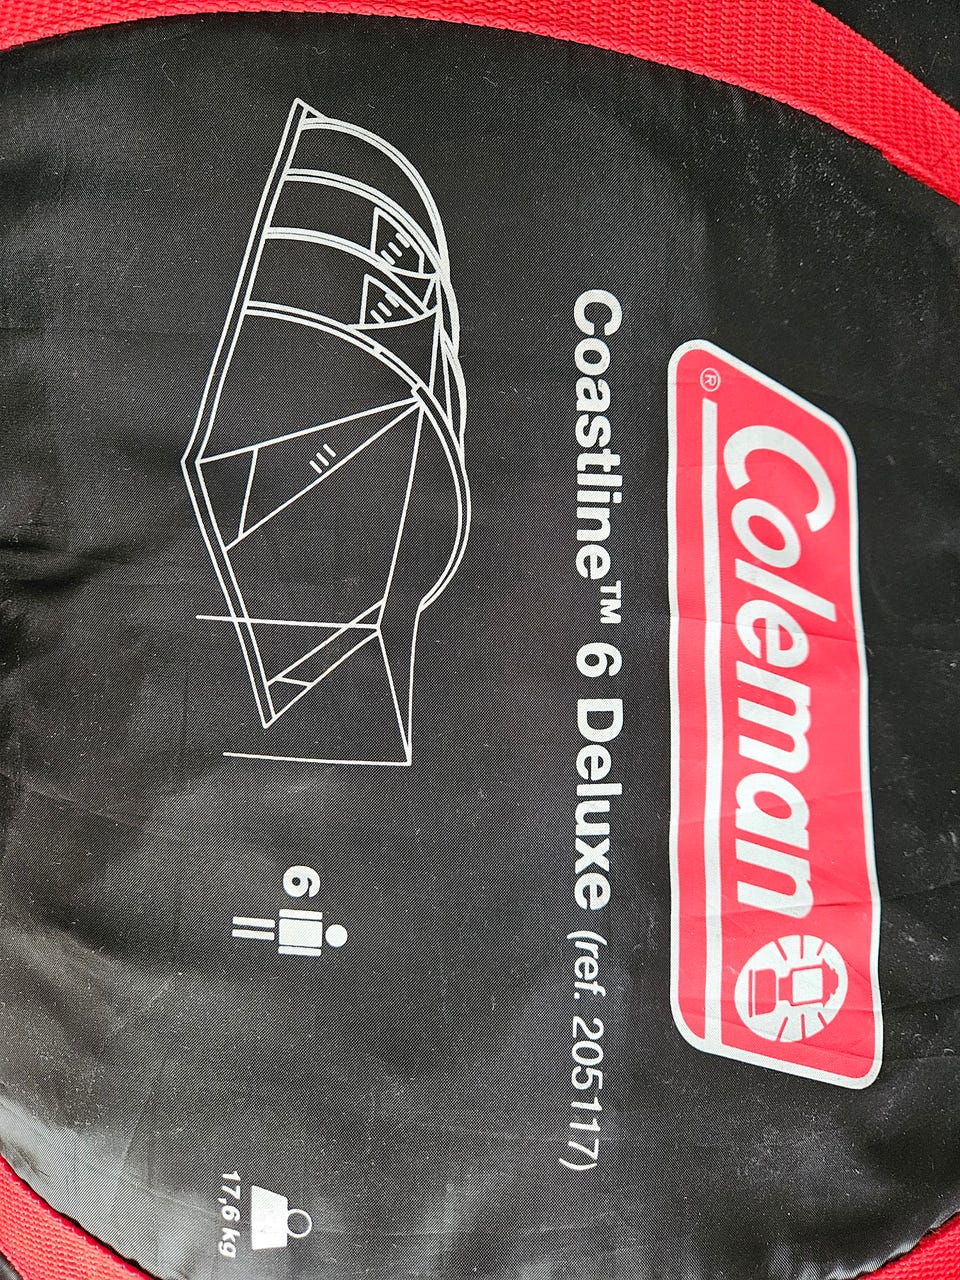 Coleman®
Coastline™ 6 Deluxe (ref. 205117)
6
17,6 kg